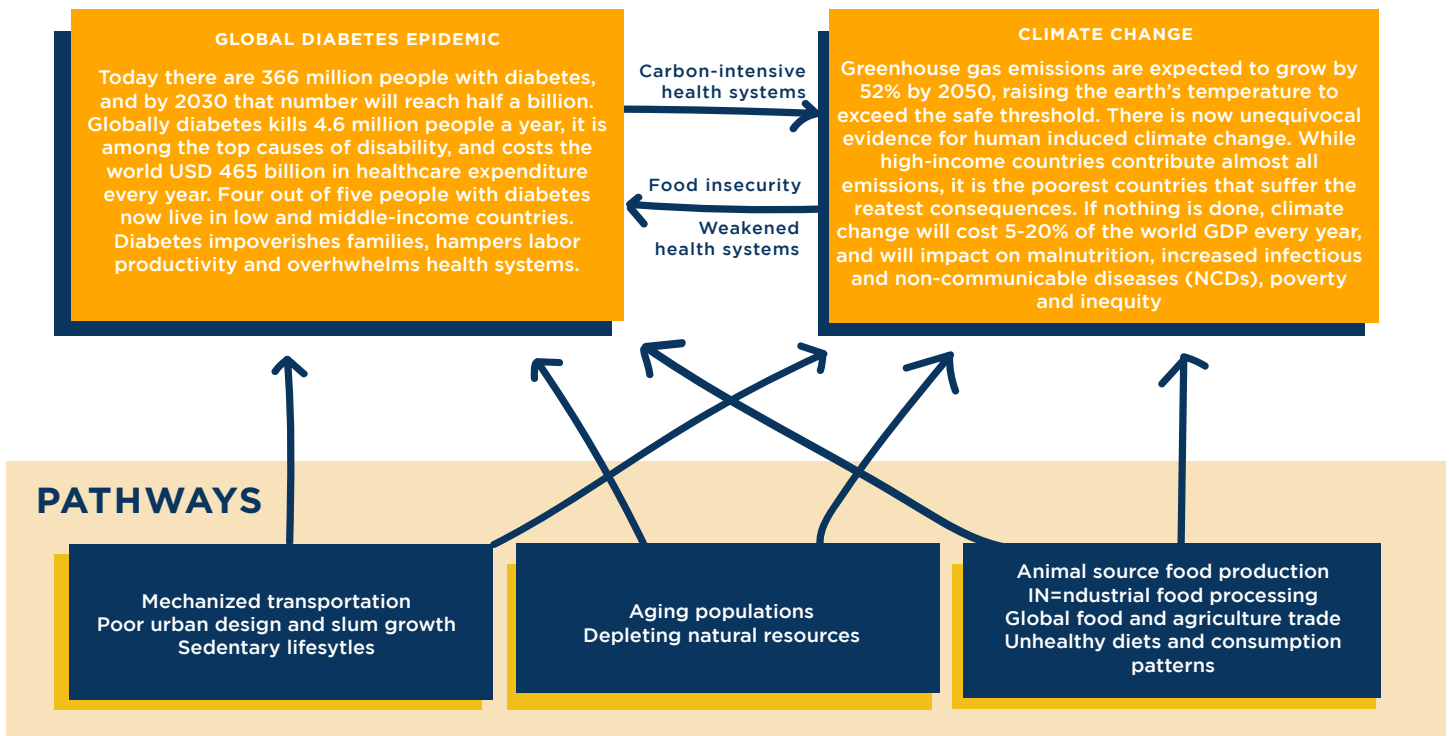 GLOBAL DIABETES EPIDEMIC
Today there are 366 million people with diabetes,
and by 2030 that number will reach half a billion.
Globally diabetes kills 4.6 million people a year, it is
among the top causes of disability, and costs the
world USD 465 billion in healthcare expenditure
every year. Four out of five people with diabetes
now live in low and middle-income countries.
Diabetes impoverishes families, hampers labor
productivity and overhwhelms health systems.
Carbon-intensive
health systems
Food insecurity
Weakened
health systems
CLIMATE CHANGE
Greenhouse gas emissions are expected to grow by
52% by 2050, raising the earth's temperature to
exceed the safe threshold. There is now unequivocal
evidence for human induced climate change. While
high-income countries contribute almost all
emissions, it is the poorest countries that suffer the
reatest consequences. If nothing is done, climate
change will cost 5-20% of the world GDP every year,
and will impact on malnutrition, increased infectious
and non-communicable diseases (NCDs), poverty
and inequity
PATHWAYS
Mechanized transportation
Poor urban design and slum growth
Sedentary lifesytles
Aging populations
Depleting natural resources
Animal source food production
IN=ndustrial food processing
Global food and agriculture trade
Unhealthy diets and consumption
patterns